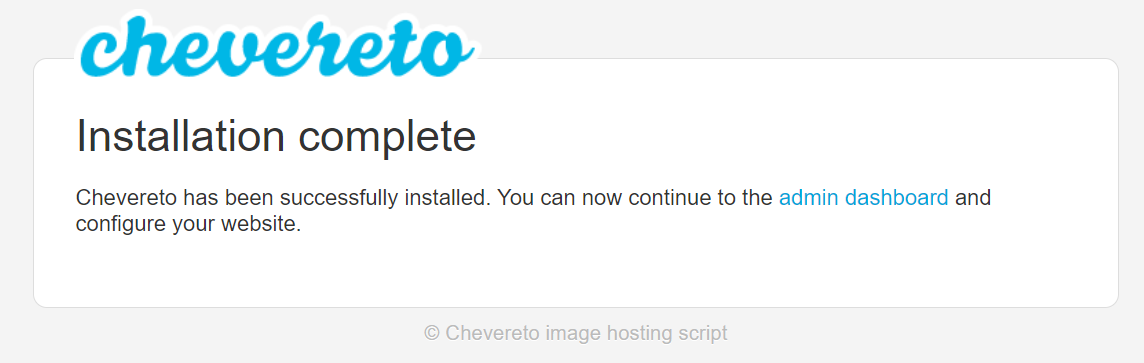 chevereto
Installation complete
Chevereto has been successfully installed. You can now continue to the admin dashboard and
configure your website.
© Chevereto image hosting script